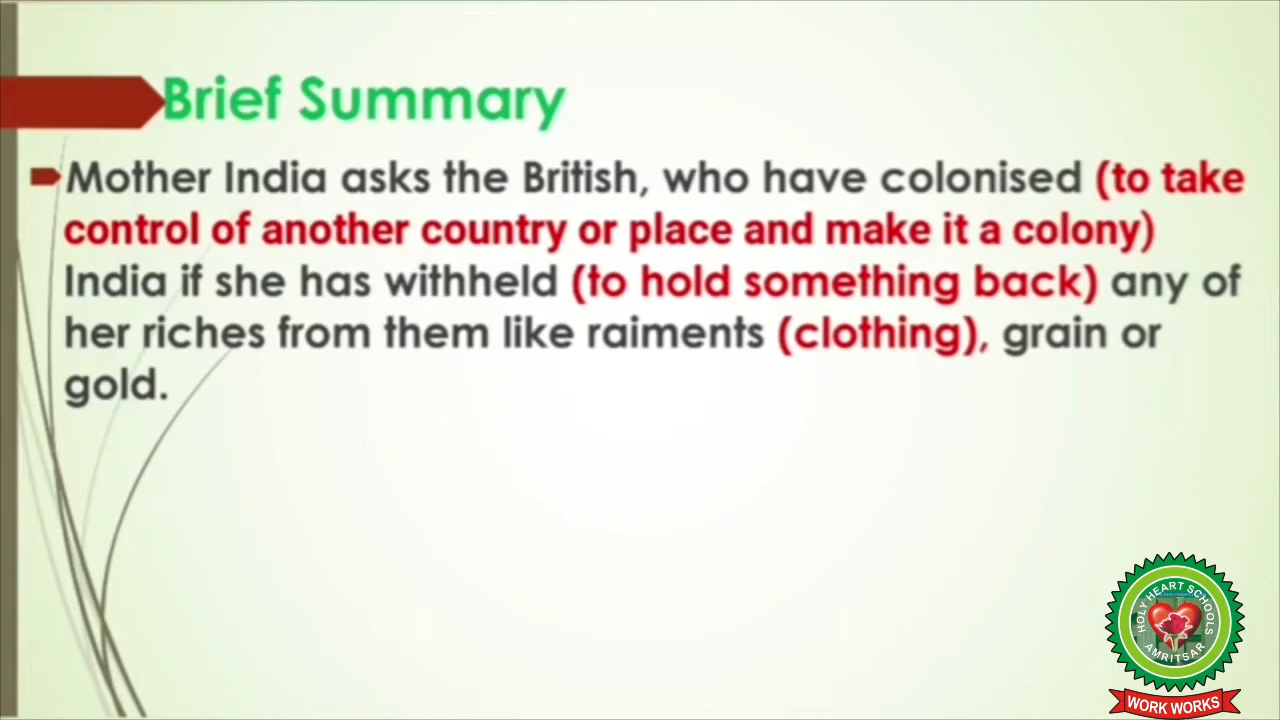 Brief Summary
Mother India asks the British, who have colonised (to take
control of another country or place and make it a colony)
India if she has withheld (to hold something back) any of
her riches from them like raiments (clothing), grain or
gold.
HOLY HEART SCHOOLS
AMRITSAR
WORK WORKS